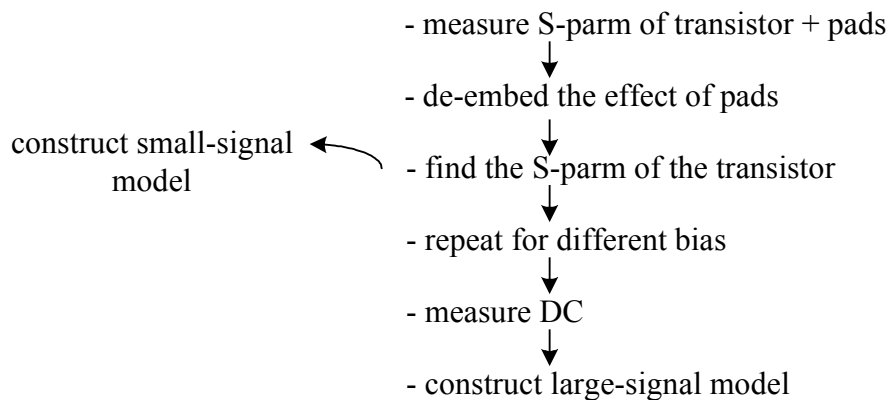 - measure S-parm of transistor + pads
- de-embed the effect of pads
construct small-signal
model
- find the S-parm of the transistor
- repeat for different bias
- measure DC
- construct large-signal model